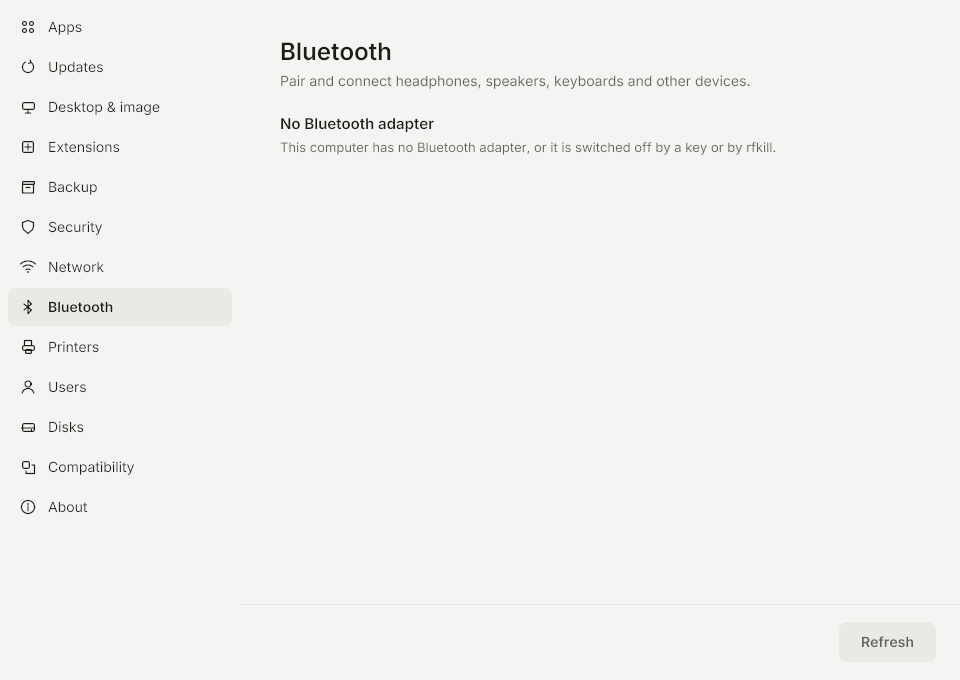 Apps
Updates
Desktop & image
Extensions
Backup
Security
Network
Bluetooth
Printers
Users
Disks
Compatibility
About
Bluetooth
Pair and connect headphones, speakers, keyboards and other devices.
No Bluetooth adapter
This computer has no Bluetooth adapter, or it is switched off by a key or by rfkill.
Refresh